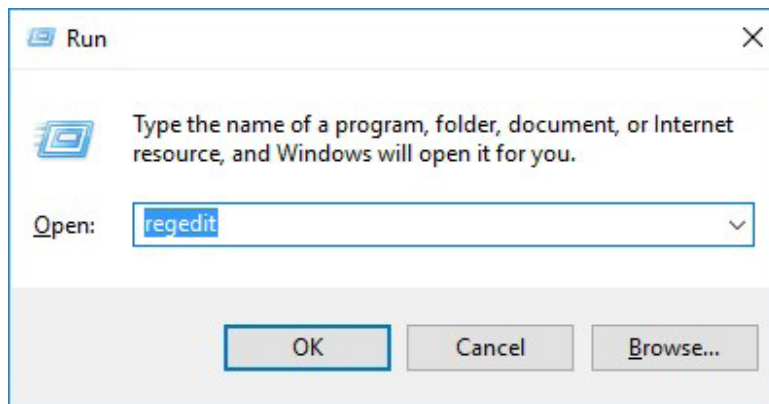 Run
Type the name of a program, folder, document, or Internet
resource, and Windows will open it for you.
Open: regedit
OK Cancel Browse...